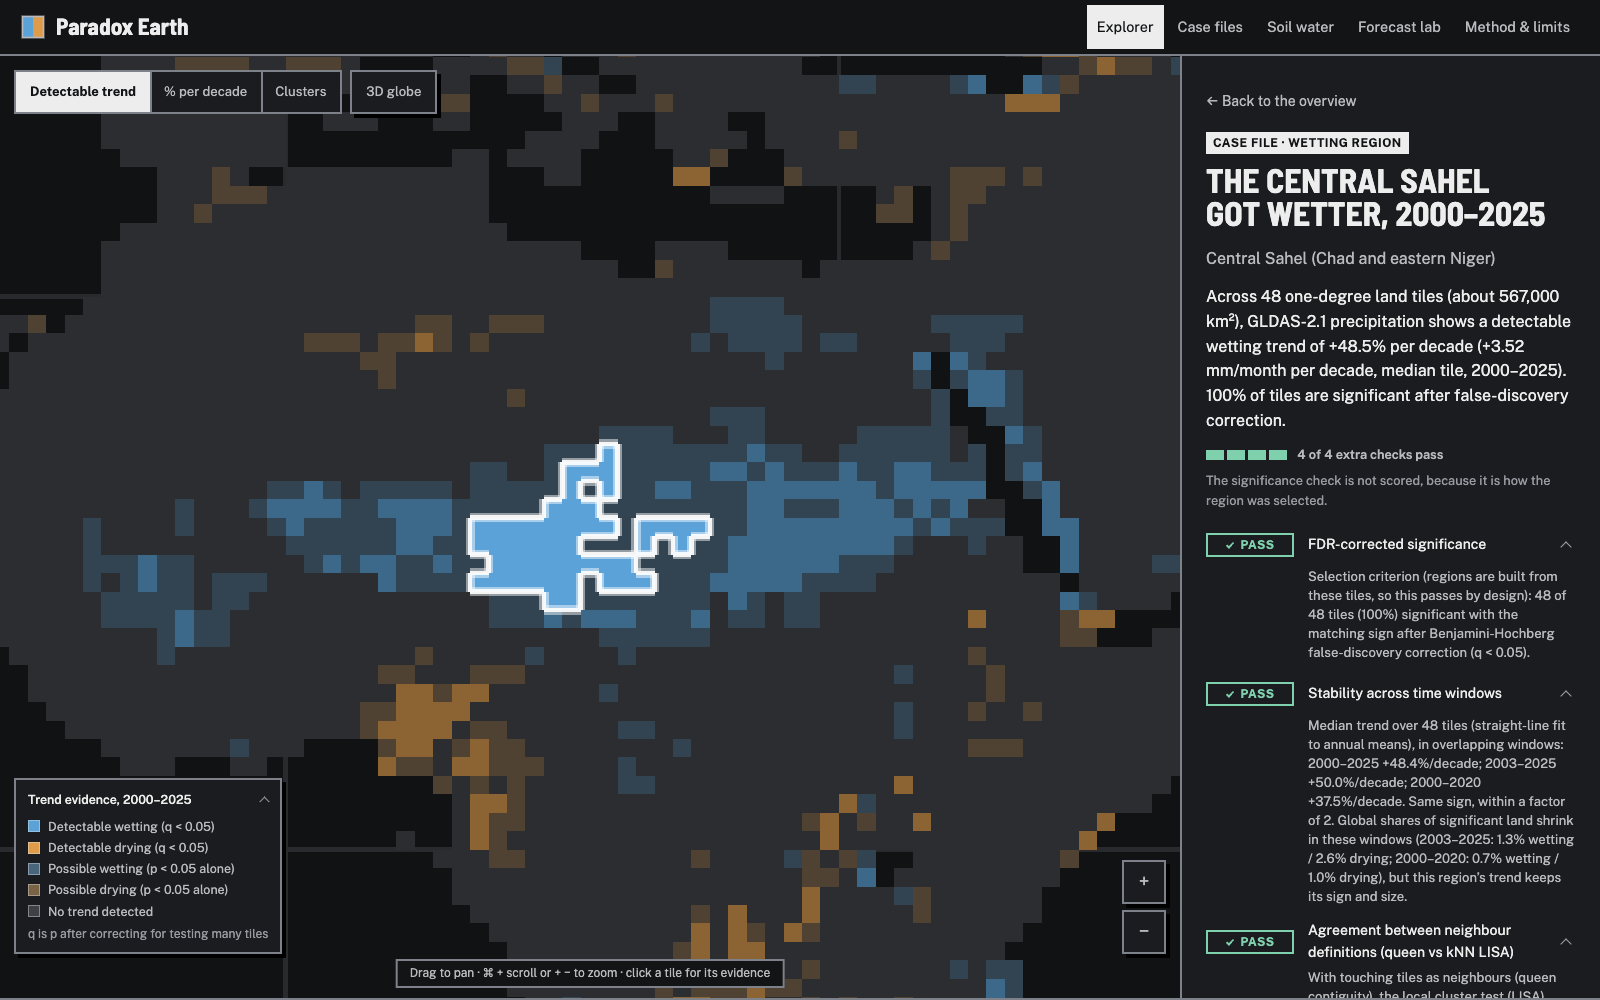 Paradox Earth
Explorer
Case files
Soil water
Forecast lab
Method & limits
Detectable trend
% per decade
Clusters
3D globe
← Back to the overview
CASE FILE · WETTING REGION
THE CENTRAL SAHEL
GOT WETTER, 2000–2025
Central Sahel (Chad and eastern Niger)
Across 48 one-degree land tiles (about 567,000
km²), GLDAS-2.1 precipitation shows a detectable
wetting trend of +48.5% per decade (+3.52
mm/month per decade, median tile, 2000–2025).
100% of tiles are significant after false-discovery
correction.
4 of 4 extra checks pass
The significance check is not scored, because it is how the
region was selected.
✓ PASS
FDR-corrected significance
Selection criterion (regions are built from
these tiles, so this passes by design): 48 of
48 tiles (100%) significant with the
matching sign after Benjamini-Hochberg
false-discovery correction (q < 0.05).
✓ PASS
Stability across time windows
Median trend over 48 tiles (straight-line fit
to annual means), in overlapping windows:
2000–2025 +48.4%/decade; 2003–2025
+50.0%/decade; 2000–2020
+37.5%/decade. Same sign, within a factor
of 2. Global shares of significant land shrink
in these windows (2003–2025: 1.3% wetting
/ 2.6% drying; 2000–2020: 0.7% wetting /
1.0% drying), but this region's trend keeps
its sign and size.
✓ PASS
Agreement between neighbour
definitions (queen vs kNN LISA)
With touching tiles as neighbours (queen
contiguity), the local cluster test (LISA)
Trend evidence, 2000–2025
Detectable wetting (q < 0.05)
Detectable drying (q < 0.05)
Possible wetting (p < 0.05 alone)
Possible drying (p < 0.05 alone)
No trend detected
q is p after correcting for testing many tiles
+
−
Drag to pan · ⌘ + scroll or + − to zoom · click a tile for its evidence